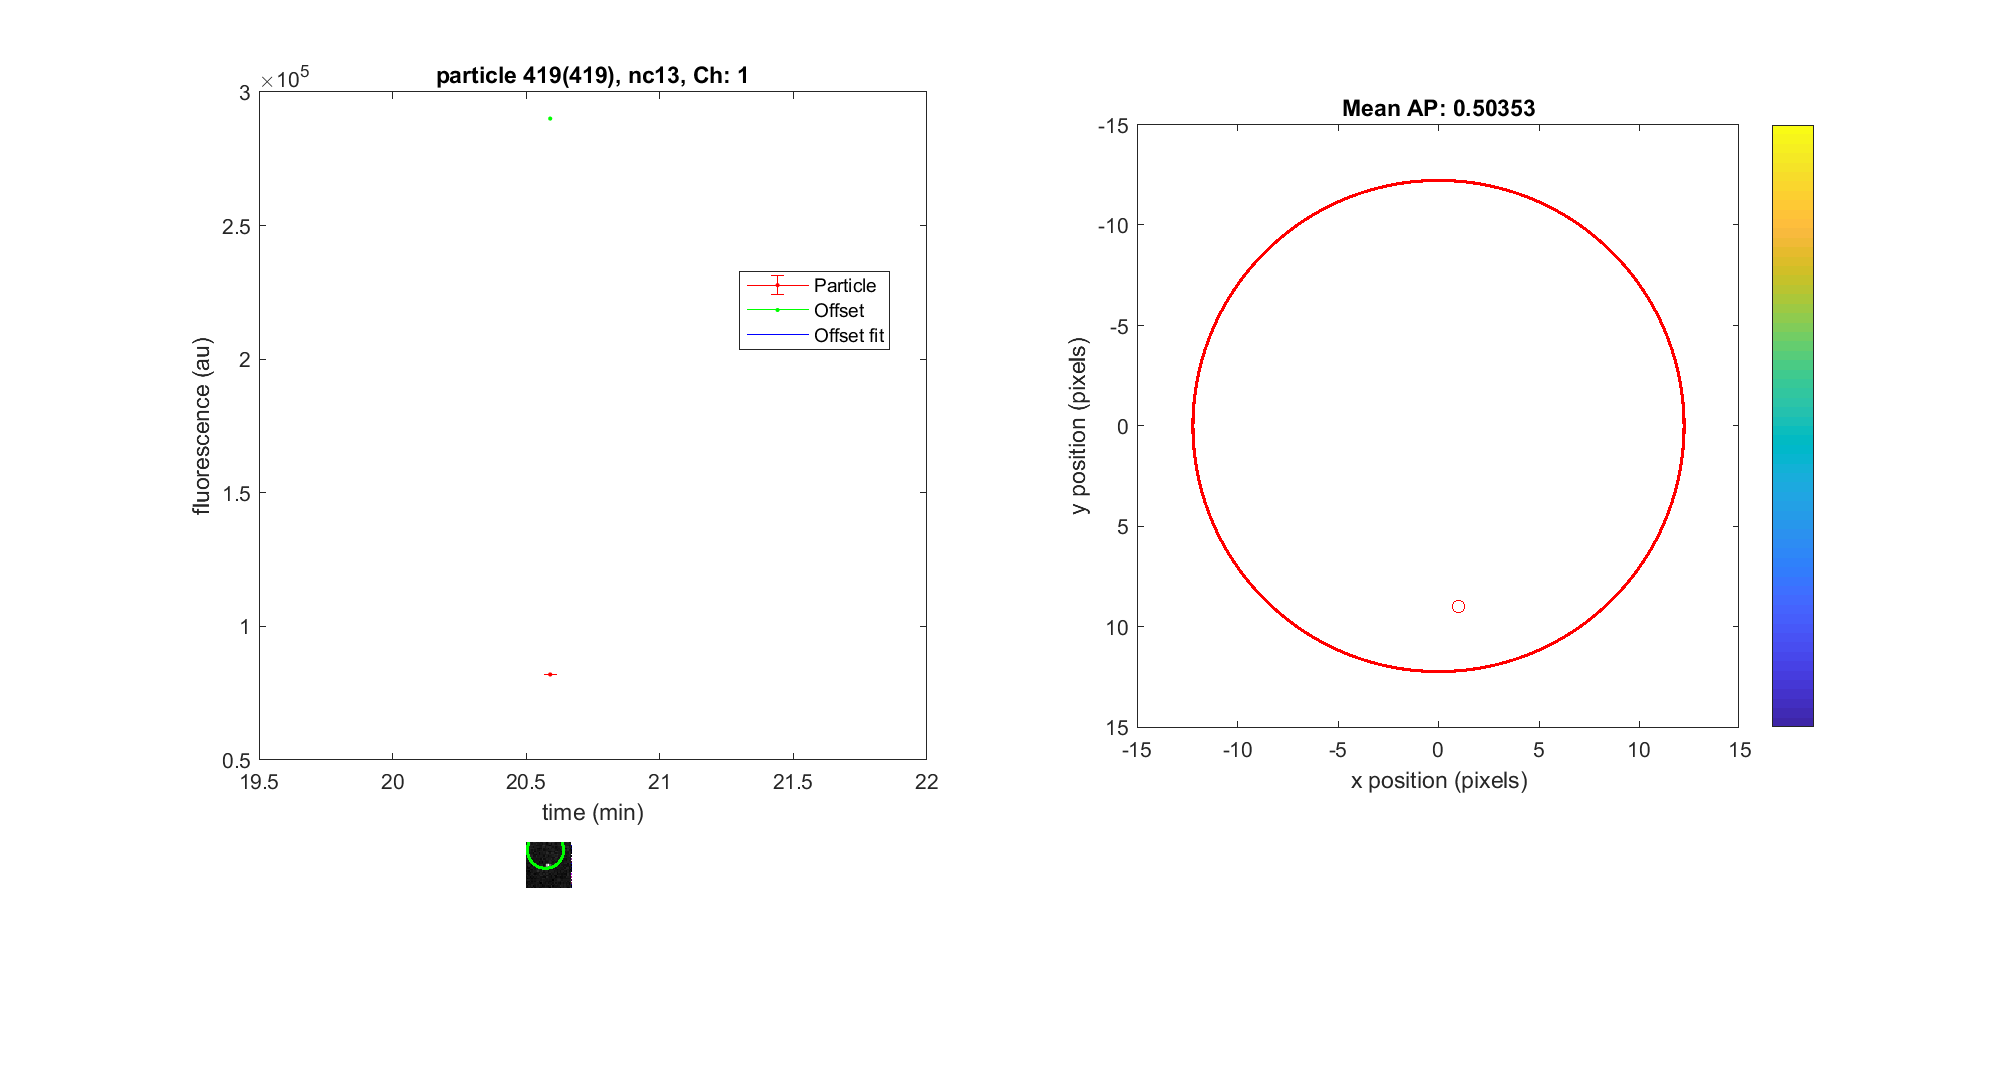 particle 419(419), nc13, Ch: 1
×10^5
3
2.5
2
1.5
1
0.5
fluorescence (au)
19.5 20 20.5 21 21.5 22
time (min)
Particle
Offset
Offset fit
Mean AP: 0.50353
-15
-10
-5
0
5
10
15
y position (pixels)
-15 -10 -5 0 5 10 15
x position (pixels)